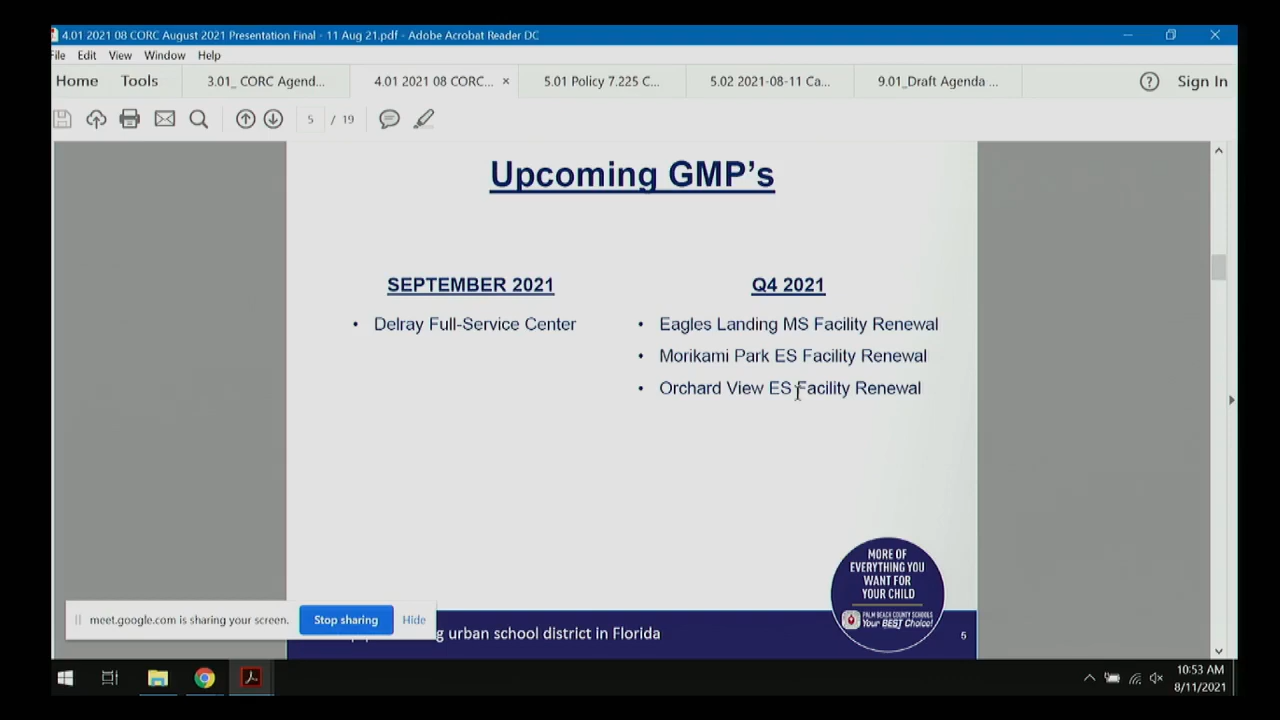 4.01 2021 08 CORC August 2021 Presentation Final - 11 Aug 21.pdf - Adobe Acrobat Reader DC
File Edit View Window Help
Home Tools 3.01_ CORC Agend... 4.01 2021 08 CORC... × 5.01 Policy 7.225 C... 5.02 2021-08-11 Ca... 9.01_Draft Agenda ... Sign In
5 / 19
Upcoming GMP's
SEPTEMBER 2021
• Delray Full-Service Center
Q4 2021
• Eagles Landing MS Facility Renewal
• Morikami Park ES Facility Renewal
• Orchard View ES Facility Renewal
MORE OF
EVERYTHING YOU
WANT FOR
YOUR CHILD
PALM BEACH COUNTY SCHOOLS
Your BEST Choice!
meet.google.com is sharing your screen. Stop sharing Hide
urban school district in Florida
5
10:53 AM
8/11/2021